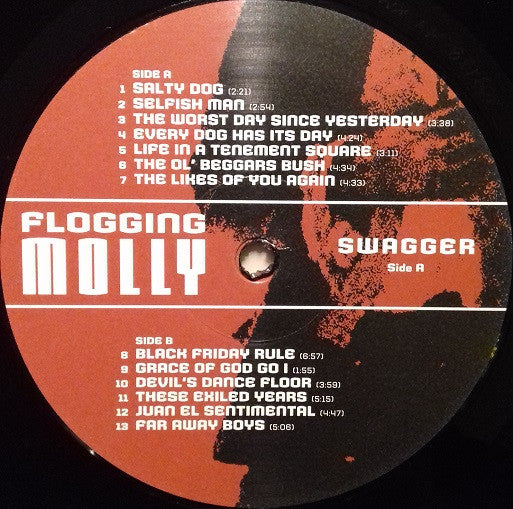 SIDE A
1 SALTY DOG (2:21)
2 SELFISH MAN (2:54)
3 THE WORST DAY SINCE YESTERDAY (3:38)
4 EVERY DOG HAS ITS DAY (4:24)
5 LIFE IN A TENEMENT SQUARE (3:11)
6 THE OL' BEGGARS BUSH (4:34)
7 THE LIKES OF YOU AGAIN (4:33)
FLOGGING
MOLLY
SWAGGER
Side A
SIDE B
8 BLACK FRIDAY RULE (6:57)
9 GRACE OF GOD GO I (1:55)
10 DEVIL'S DANCE FLOOR (3:59)
11 THESE EXILED YEARS (5:15)
12 JUAN EL SENTIMENTAL (4:47)
13 FAR AWAY BOYS (5:06)